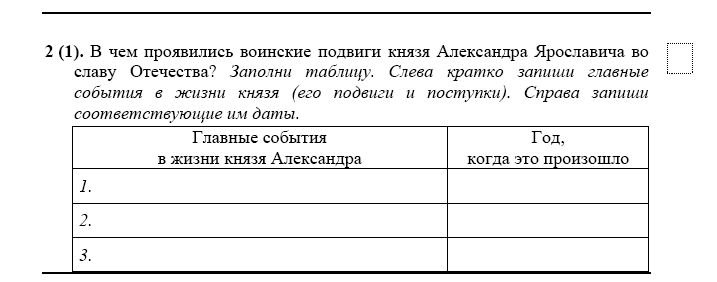 2 (1). В чем проявились воинские подвиги князя Александра Ярославича во
славу Отечества? Заполни таблицу. Слева кратко запиши главные
события в жизни князя (его подвиги и поступки). Справа запиши
соответствующие им даты.
Главные события
в жизни князя Александра
Год,
когда это произошло
1.
2.
3.